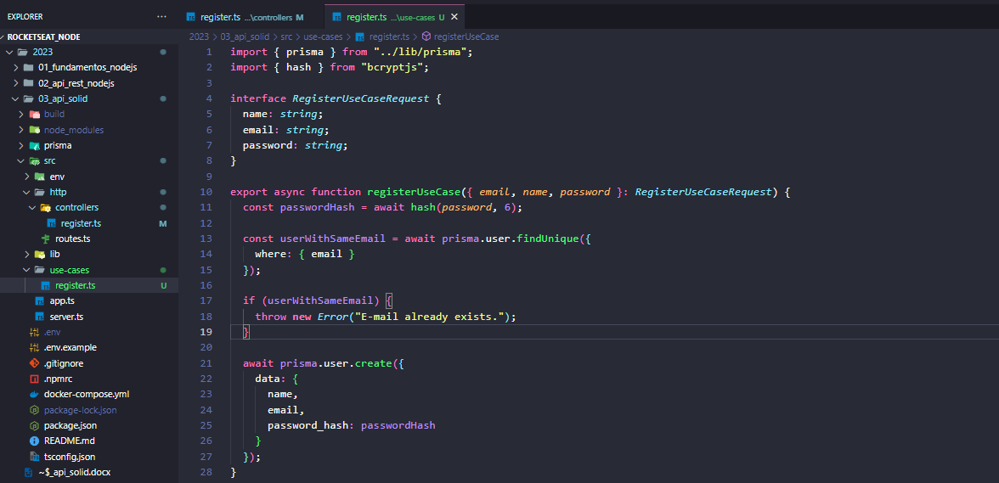 EXPLORER ···
ROCKETSEAT_NODE
2023
01_fundamentos_nodejs
02_api_rest_nodejs
03_api_solid
build
node_modules
prisma
src
env
http
controllers
register.ts M
routes.ts
lib
use-cases
register.ts U
app.ts
server.ts
.env
.env.example
.gitignore
.npmrc
docker-compose.yml
package-lock.json
package.json
README.md
tsconfig.json
~$_api_solid.docx
register.ts ...\controllers M
register.ts ...\use-cases U
2023 > 03_api_solid > src > use-cases > register.ts > registerUseCase
1 import { prisma } from "../lib/prisma";
2 import { hash } from "bcryptjs";
3
4 interface RegisterUseCaseRequest {
5   name: string;
6   email: string;
7   password: string;
8 }
9
10 export async function registerUseCase({ email, name, password }: RegisterUseCaseRequest) {
11   const passwordHash = await hash(password, 6);
12
13   const userWithSameEmail = await prisma.user.findUnique({
14     where: { email }
15   });
16
17   if (userWithSameEmail) {
18     throw new Error("E-mail already exists.");
19   }
20
21   await prisma.user.create({
22     data: {
23       name,
24       email,
25       password_hash: passwordHash
26     }
27   });
28 }